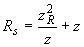 R_s = z_R^2/z + z